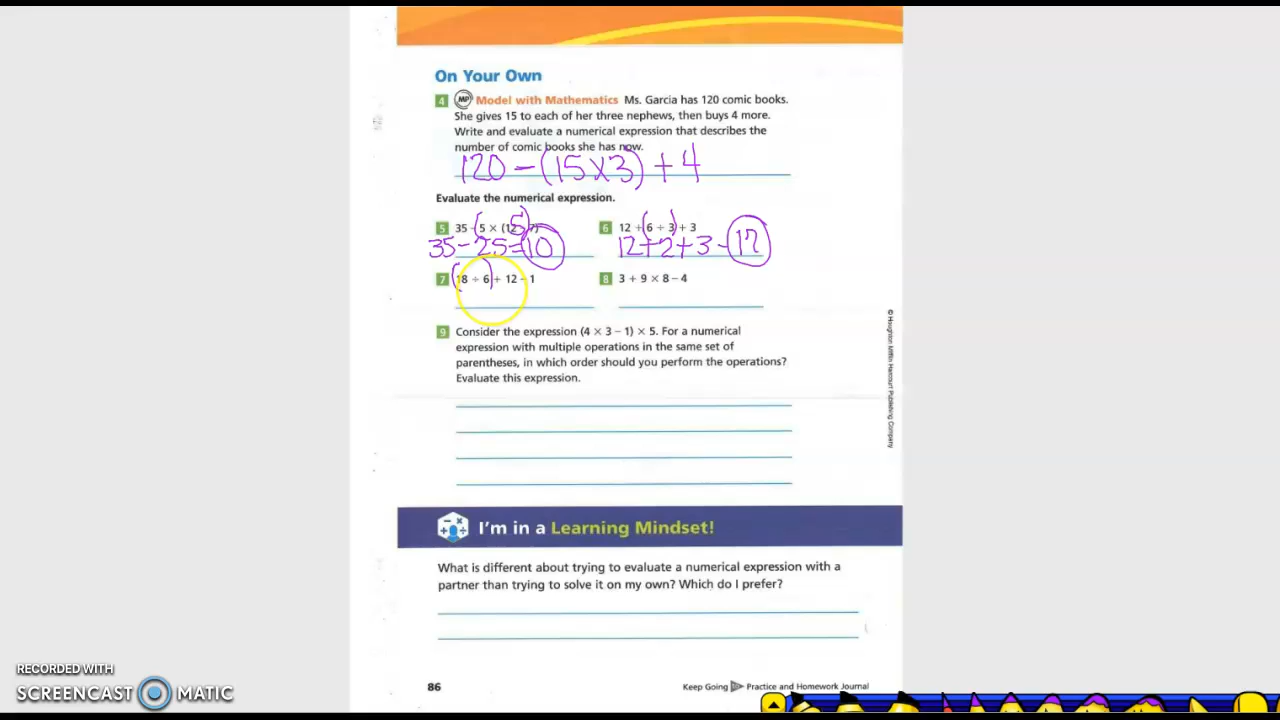 On Your Own
4 MP Model with Mathematics Ms. Garcia has 120 comic books.
She gives 15 to each of her three nephews, then buys 4 more.
Write and evaluate a numerical expression that describes the
number of comic books she has now.
120 - (15 x 3) + 4
Evaluate the numerical expression.
5 35 - (5 × (12 5) 7)
6 12 + (6 ÷ 3) + 3
35 - 25 = 10
12 + 2 + 3 - 17
7 (18 ÷ 6) + 12 - 1
8 3 + 9 × 8 – 4
9 Consider the expression (4 × 3 – 1) × 5. For a numerical
expression with multiple operations in the same set of
parentheses, in which order should you perform the operations?
Evaluate this expression.
© Houghton Mifflin Harcourt Publishing Company
I'm in a Learning Mindset!
What is different about trying to evaluate a numerical expression with a
partner than trying to solve it on my own? Which do I prefer?
86
Keep Going Practice and Homework Journal
RECORDED WITH
SCREENCAST MATIC